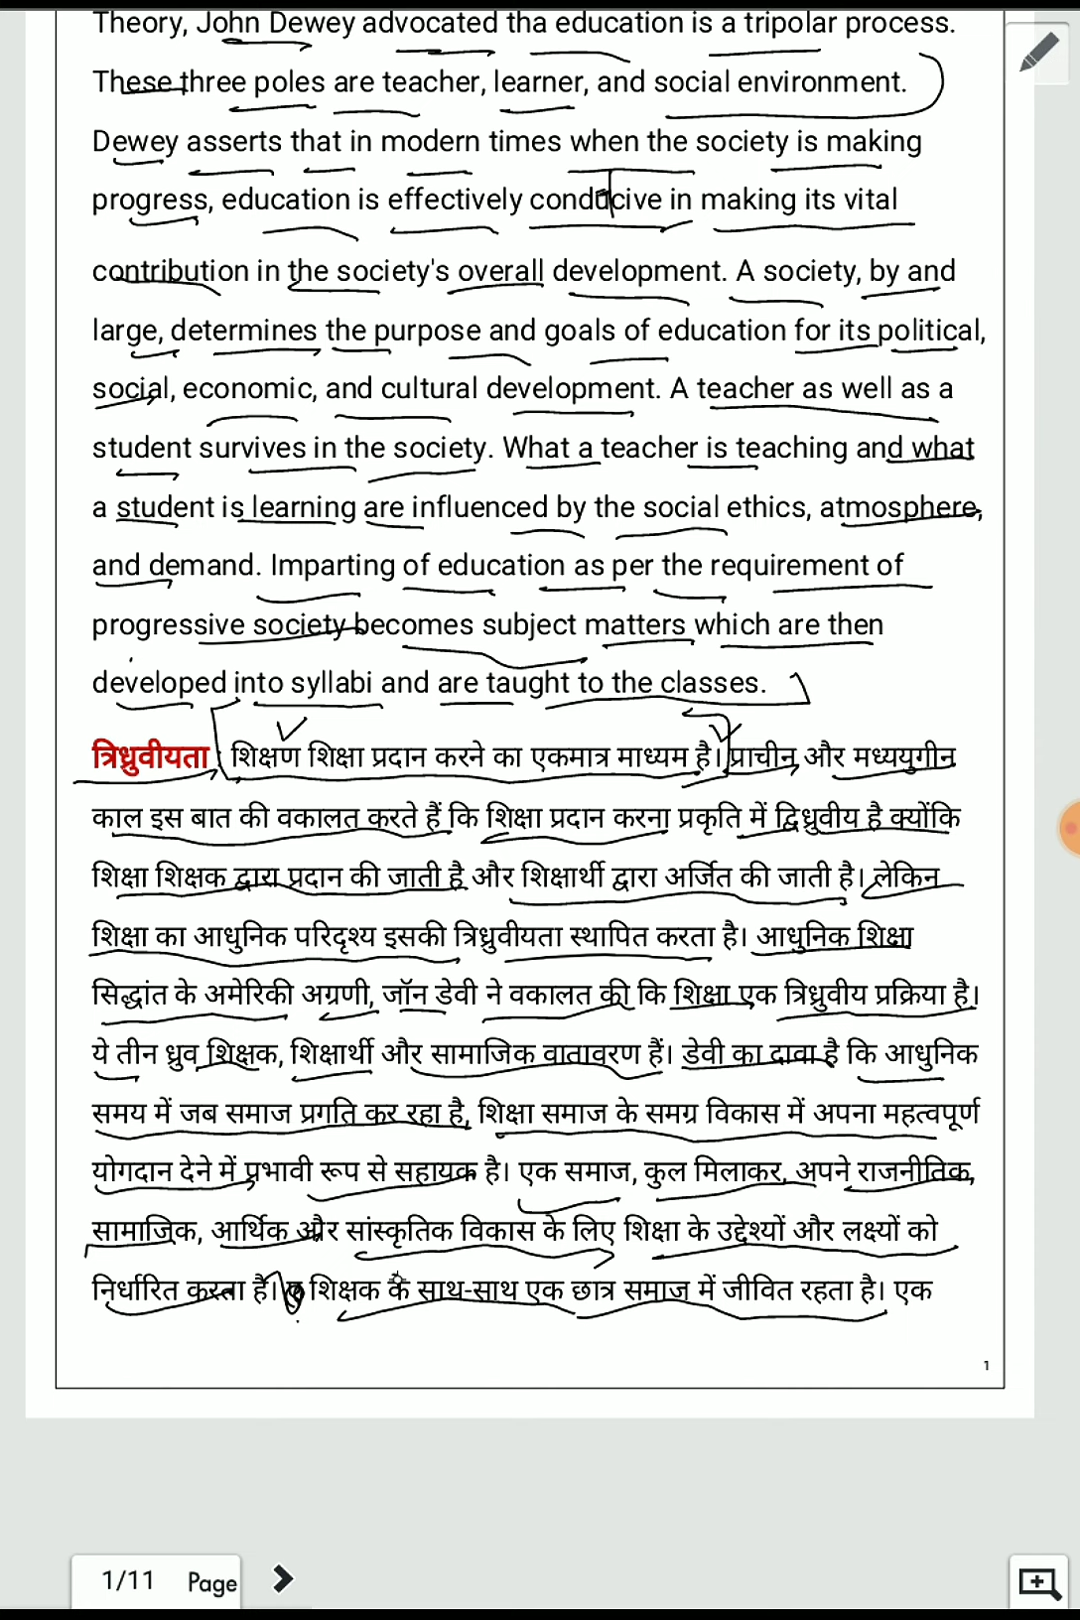 Theory, John Dewey advocated tha education is a tripolar process.
These three poles are teacher, learner, and social environment.
Dewey asserts that in modern times when the society is making
progress, education is effectively conducive in making its vital
contribution in the society's overall development. A society, by and
large, determines the purpose and goals of education for its political,
social, economic, and cultural development. A teacher as well as a
student survives in the society. What a teacher is teaching and what
a student is learning are influenced by the social ethics, atmosphere,
and demand. Imparting of education as per the requirement of
progressive society becomes subject matters which are then
developed into syllabi and are taught to the classes.
त्रिध्रुवीयता : शिक्षण शिक्षा प्रदान करने का एकमात्र माध्यम है। प्राचीन और मध्ययुगीन
काल इस बात की वकालत करते हैं कि शिक्षा प्रदान करना प्रकृति में द्विध्रुवीय है क्योंकि
शिक्षा शिक्षक द्वारा प्रदान की जाती है और शिक्षार्थी द्वारा अर्जित की जाती है। लेकिन
शिक्षा का आधुनिक परिदृश्य इसकी त्रिध्रुवीयता स्थापित करता है। आधुनिक शिक्षा
सिद्धांत के अमेरिकी अग्रणी, जॉन डेवी ने वकालत की कि शिक्षा एक त्रिध्रुवीय प्रक्रिया है।
ये तीन ध्रुव शिक्षक, शिक्षार्थी और सामाजिक वातावरण हैं। डेवी का दावा है कि आधुनिक
समय में जब समाज प्रगति कर रहा है, शिक्षा समाज के समग्र विकास में अपना महत्वपूर्ण
योगदान देने में प्रभावी रूप से सहायक है। एक समाज, कुल मिलाकर, अपने राजनीतिक,
सामाजिक, आर्थिक और सांस्कृतिक विकास के लिए शिक्षा के उद्देश्यों और लक्ष्यों को
निर्धारित करता है। शिक्षक के साथ-साथ एक छात्र समाज में जीवित रहता है। एक
1
1/11 Page